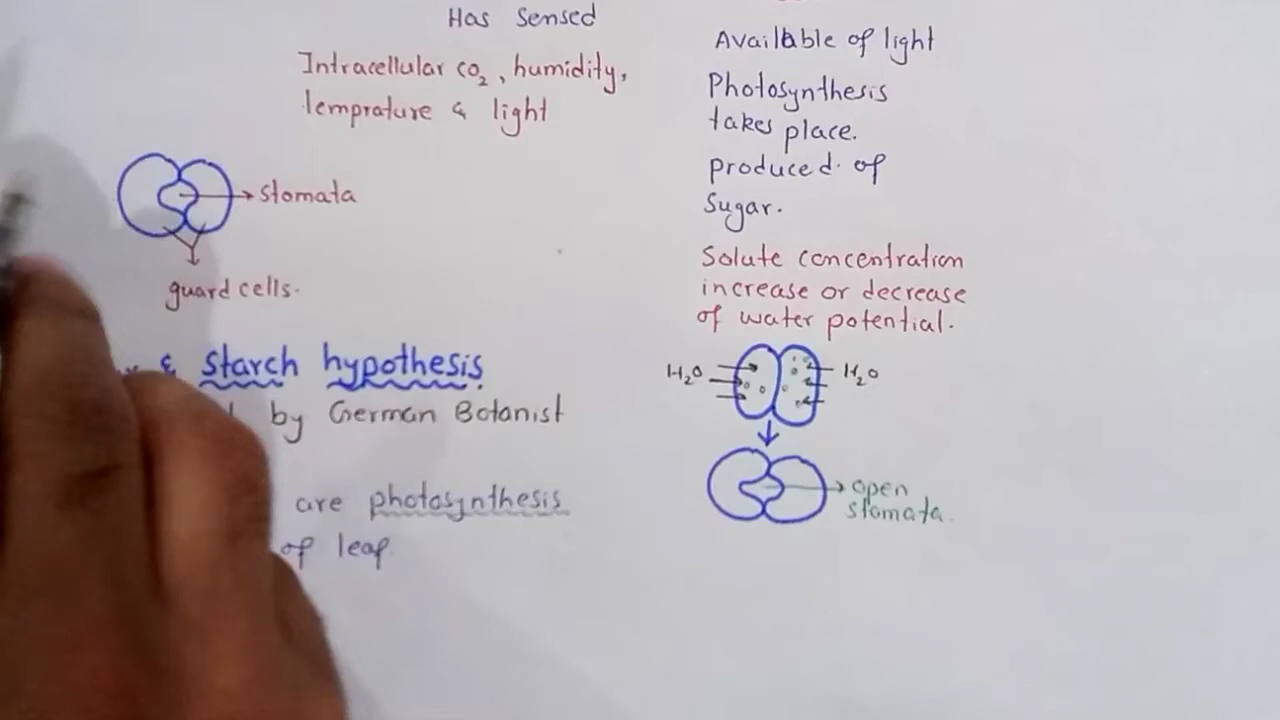 Has Sensed
Intracellular CO2, humidity,
temprature & light
stomata
guard cells.
& Starch hypothesis
by German Botanist
are photosynthesis
of leaf
Available of light
Photosynthesis
takes place.
produced. of
Sugar.
Solute concentration
increase or decrease
of water potential.
H2O H2O
open
stomata.